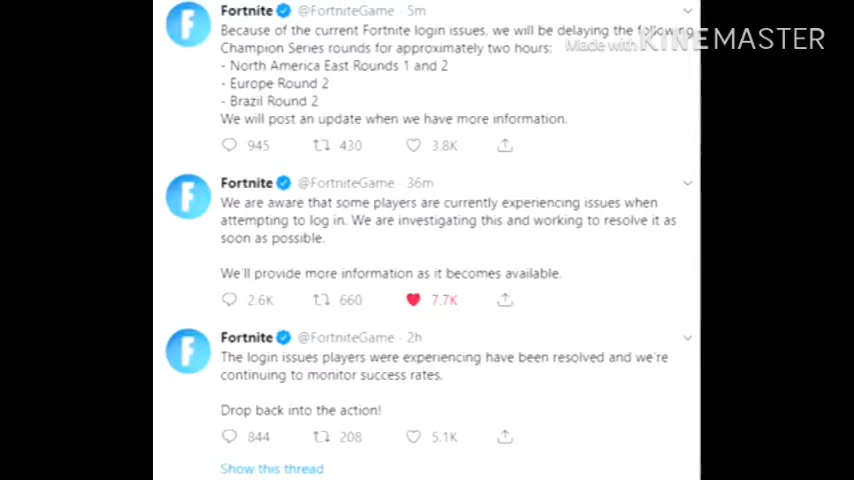 Fortnite @FortniteGame · 5m
Because of the current Fortnite login issues, we will be delaying the following
Champion Series rounds for approximately two hours:
- North America East Rounds 1 and 2
- Europe Round 2
- Brazil Round 2
We will post an update when we have more information.
945 430 3.8K
Made with KINEMASTER
Fortnite @FortniteGame · 36m
We are aware that some players are currently experiencing issues when
attempting to log in. We are investigating this and working to resolve it as
soon as possible.
We'll provide more information as it becomes available.
2.6K 660 7.7K
Fortnite @FortniteGame · 2h
The login issues players were experiencing have been resolved and we're
continuing to monitor success rates.
Drop back into the action!
844 208 5.1K
Show this thread